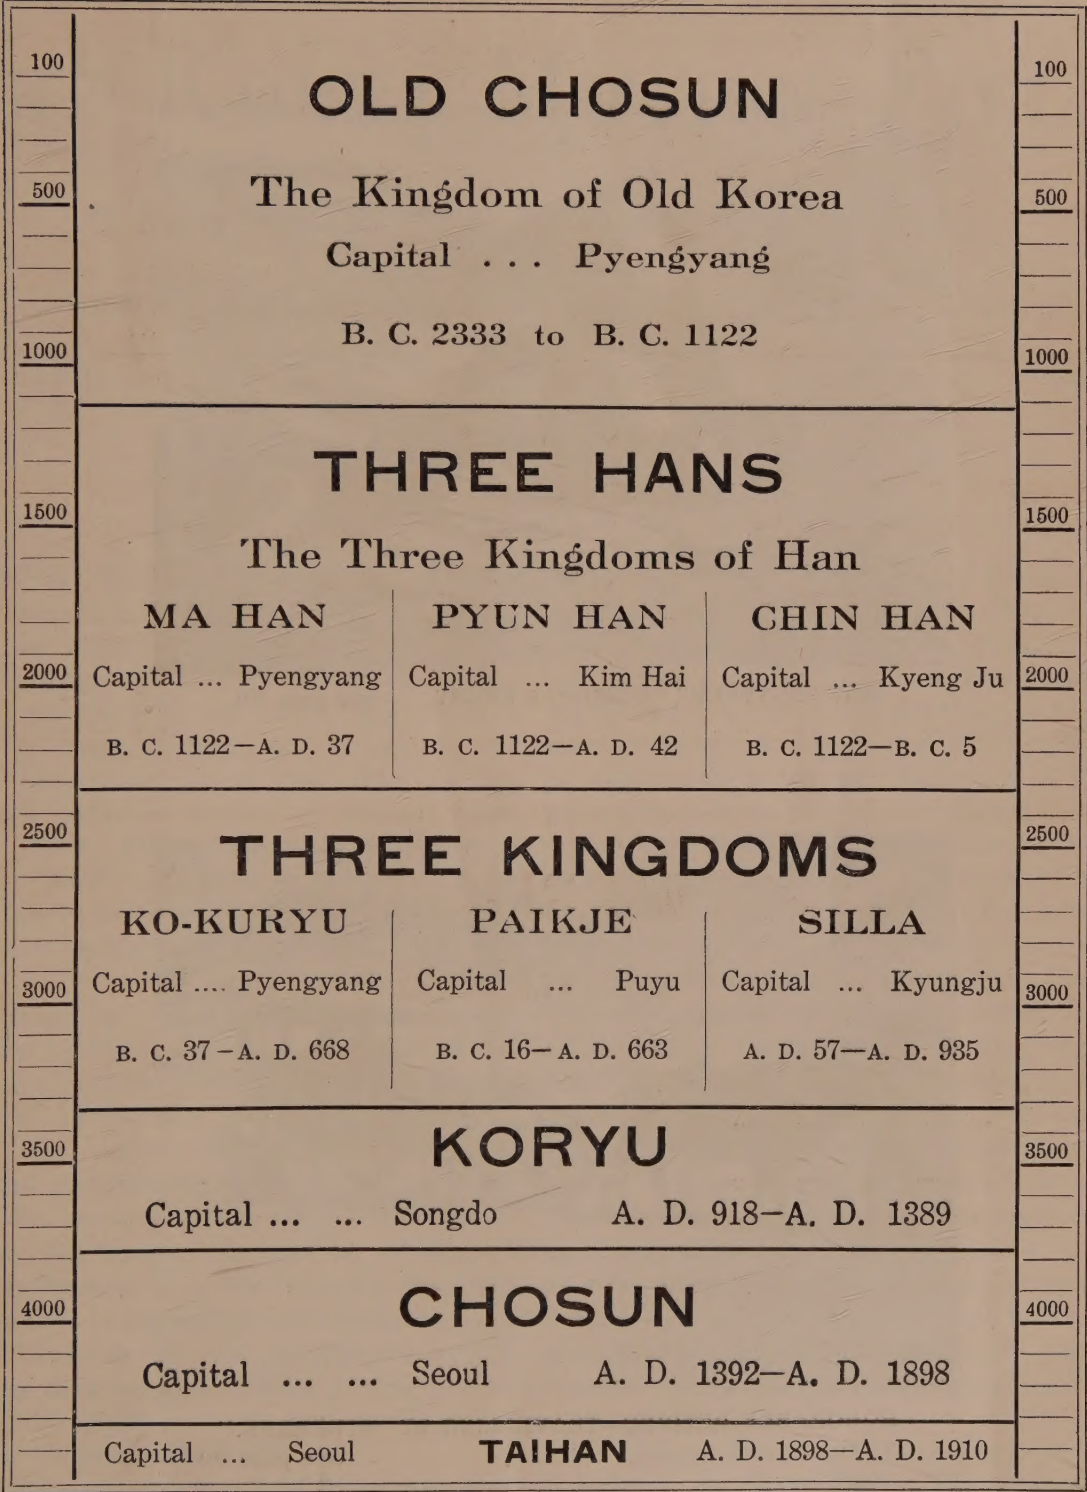 100
500
1000
1500
2000
2500
3000
3500
4000
OLD CHOSUN
The Kingdom of Old Korea
Capital ... Pyengyang
B. C. 2333 to B. C. 1122
THREE HANS
The Three Kingdoms of Han
MA HAN
Capital ... Pyengyang
B. C. 1122—A. D. 37
PYUN HAN
Capital ... Kim Hai
B. C. 1122—A. D. 42
CHIN HAN
Capital ... Kyeng Ju
B. C. 1122—B. C. 5
THREE KINGDOMS
KO-KURYU
Capital .... Pyengyang
B. C. 37—A. D. 668
PAIKJE
Capital ... Puyu
B. C. 16—A. D. 663
SILLA
Capital ... Kyungju
A. D. 57—A. D. 935
KORYU
Capital ... ... Songdo A. D. 918—A. D. 1389
CHOSUN
Capital ... ... Seoul A. D. 1392—A. D. 1898
Capital ... Seoul TAIHAN A. D. 1898—A. D. 1910
100
500
1000
1500
2000
2500
3000
3500
4000